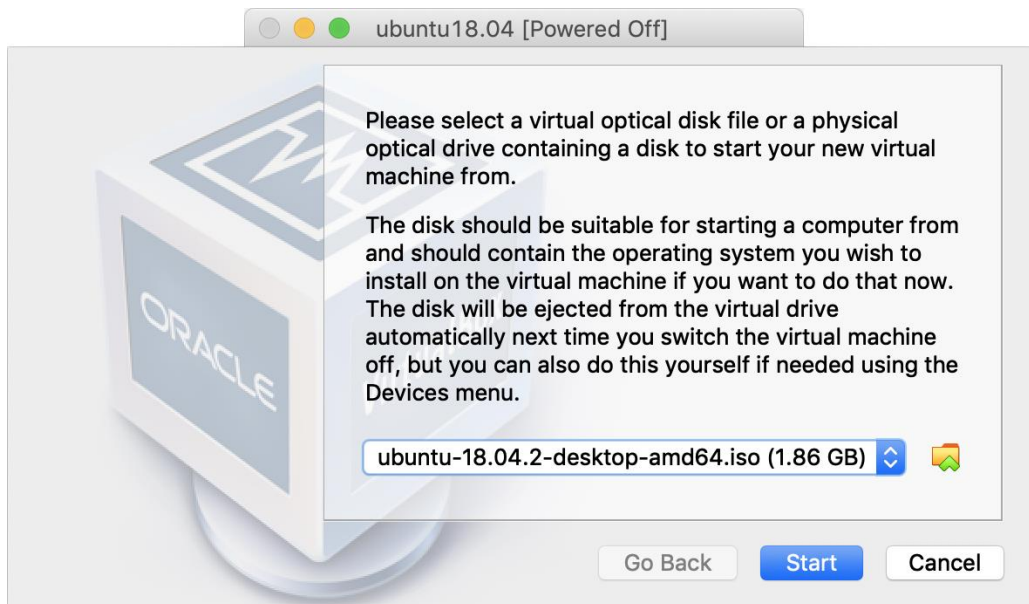 ubuntu18.04 [Powered Off]
Please select a virtual optical disk file or a physical
optical drive containing a disk to start your new virtual
machine from.
The disk should be suitable for starting a computer from
and should contain the operating system you wish to
install on the virtual machine if you want to do that now.
The disk will be ejected from the virtual drive
automatically next time you switch the virtual machine
off, but you can also do this yourself if needed using the
Devices menu.
ORACLE
ubuntu-18.04.2-desktop-amd64.iso (1.86 GB)
Go Back
Start
Cancel